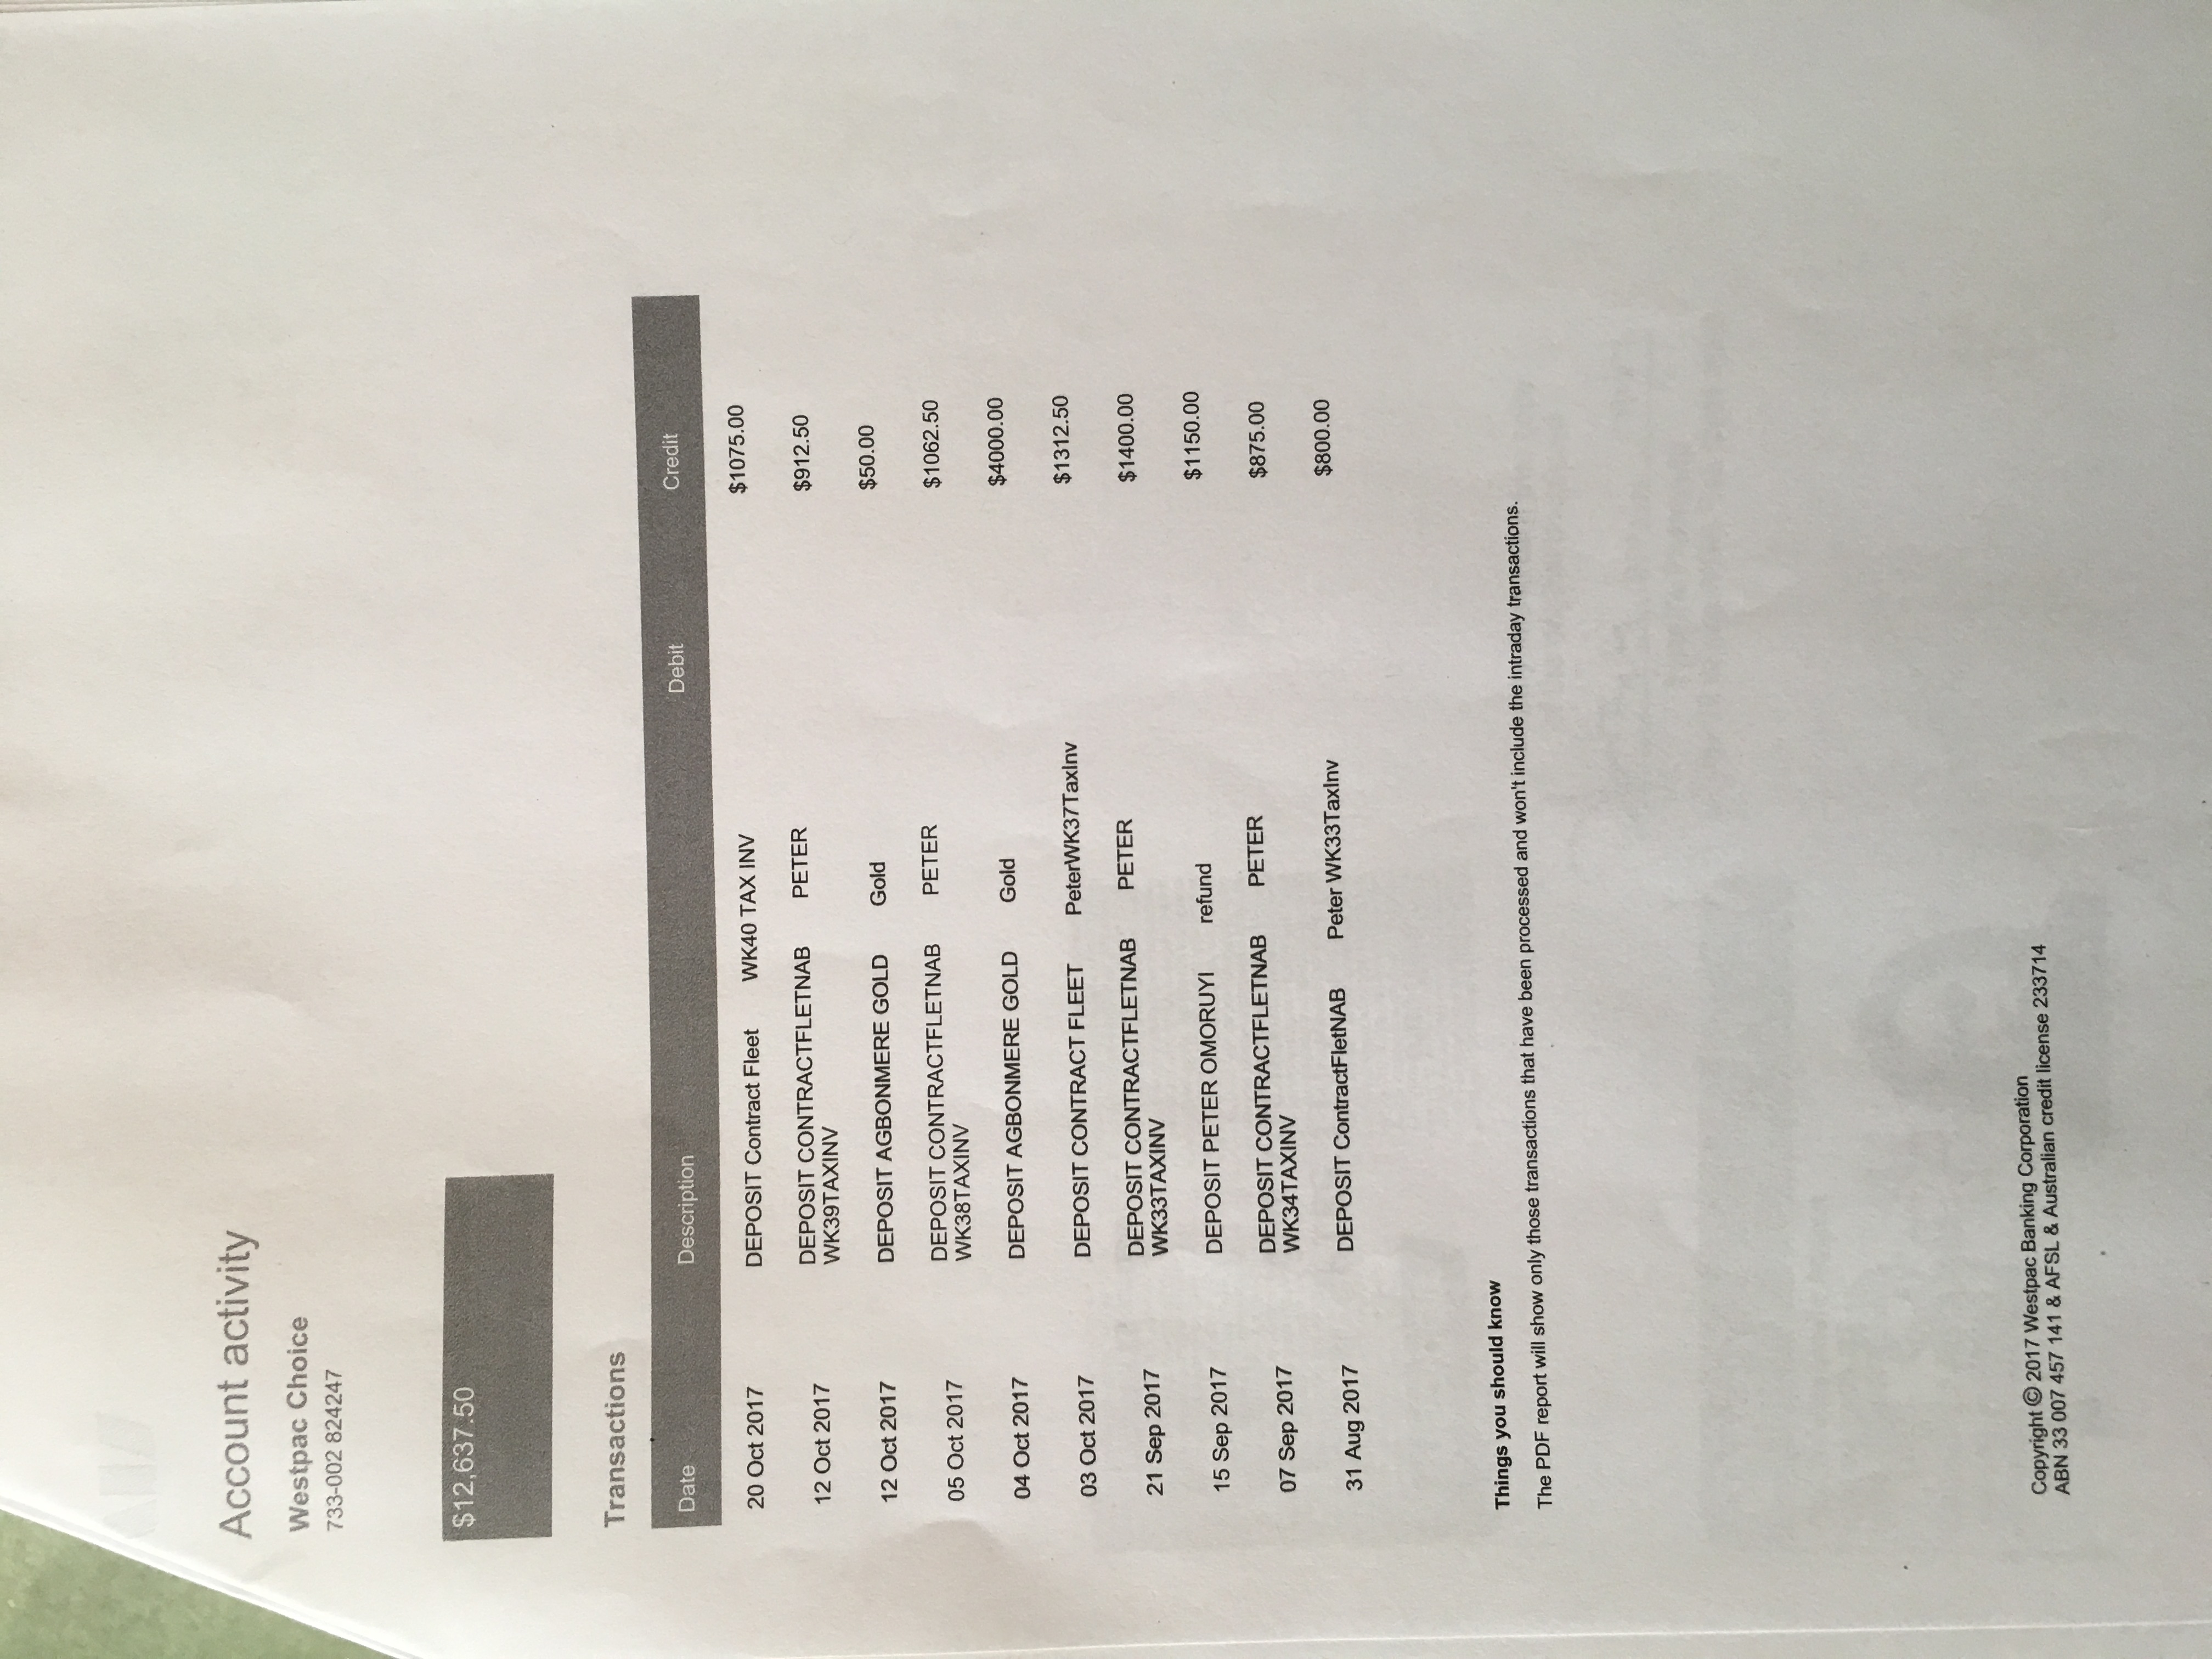 Account activity
Westpac Choice
733-002 824247
$12,637.50
Transactions
Date Description Debit Credit
20 Oct 2017 DEPOSIT Contract Fleet WK40 TAX INV $1075.00
12 Oct 2017 DEPOSIT CONTRACTFLETNAB PETER $912.50
WK39TAXINV
12 Oct 2017 DEPOSIT AGBONMERE GOLD Gold $50.00
05 Oct 2017 DEPOSIT CONTRACTFLETNAB PETER $1062.50
WK38TAXINV
04 Oct 2017 DEPOSIT AGBONMERE GOLD Gold $4000.00
03 Oct 2017 DEPOSIT CONTRACT FLEET PeterWK37TaxInv $1312.50
21 Sep 2017 DEPOSIT CONTRACTFLETNAB PETER $1400.00
WK33TAXINV
15 Sep 2017 DEPOSIT PETER OMORUYI refund $1150.00
07 Sep 2017 DEPOSIT CONTRACTFLETNAB PETER $875.00
WK34TAXINV
31 Aug 2017 DEPOSIT ContractFletNAB Peter WK33TaxInv $800.00
Things you should know
The PDF report will show only those transactions that have been processed and won't include the intraday transactions.
Copyright © 2017 Westpac Banking Corporation
ABN 33 007 457 141 & AFSL & Australian credit license 233714